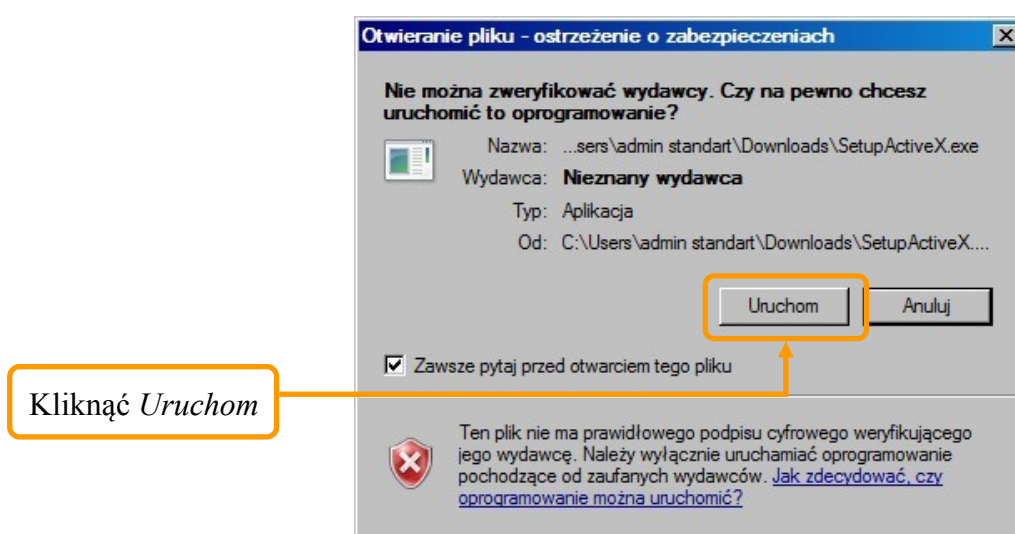 Otwieranie pliku - ostrzeżenie o zabezpieczeniach
Nie można zweryfikować wydawcy. Czy na pewno chcesz
uruchomić to oprogramowanie?
Nazwa: ...sers\admin standart\Downloads\SetupActiveX.exe
Wydawca: Nieznany wydawca
Typ: Aplikacja
Od: C:\Users\admin standart\Downloads\SetupActiveX....
Uruchom Anuluj
Zawsze pytaj przed otwarciem tego pliku
Kliknąć Uruchom
Ten plik nie ma prawidłowego podpisu cyfrowego weryfikującego
jego wydawcę. Należy wyłącznie uruchamiać oprogramowanie
pochodzące od zaufanych wydawców. Jak zdecydować, czy
oprogramowanie można uruchomić?